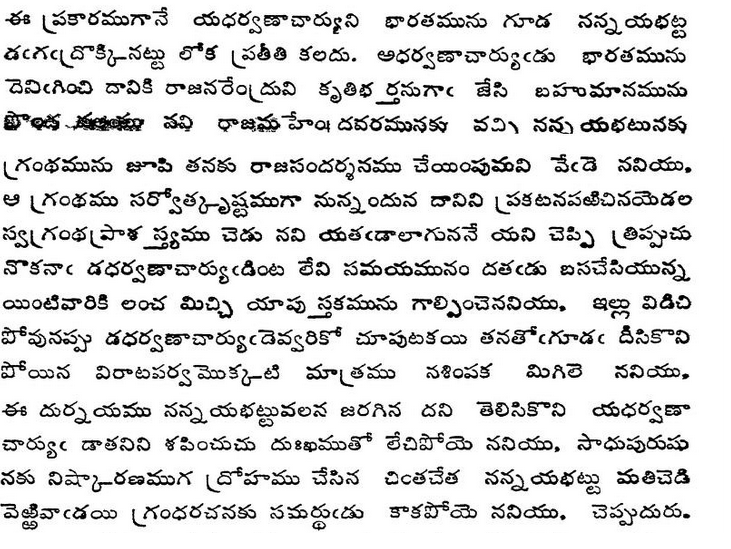 ఈ ప్రకారముగానే యధర్వణాచార్యుని భారతమును గూడ నన్నయభట్ట
డఁగఁద్రొక్కినట్టు లోక ప్రతీతి కలదు. అధర్వణాచార్యుఁడు భారతమును
దెనిఁగించి దానికి రాజనరేంద్రుని కృతిభర్తనుగాఁ జేసి బహుమానమును
నని రాజమహేంద్రవరమునకు వచ్చి నన్నయభటునకు
గ్రంథమును జూపి తనకు రాజసందర్శనము చేయింపుమని వేఁడె ననియు,
ఆ గ్రంథము సర్వోత్కృష్టముగా నున్నందున దానిని ప్రకటనపఱిచినయెడల
స్వగ్రంథప్రాశస్త్యము చెడు నని యతఁడాలాగుననే యని చెప్పి త్రిప్పుచు
నొకనాఁ డధర్వణాచార్యుఁడింట లేని సమయమునం దతఁడు బసచేసియున్న
యింటివారికి లంచ మిచ్చి యాపుస్తకమును గాల్పించెననియు, ఇల్లు విడిచి
పోవునప్పు డధర్వణాచార్యుఁడెవ్వరికో చూపుటకయి తనతోఁగూడఁ దీసికొని
పోయిన విరాటపర్వమొక్కటి మాత్రము నశింపక మిగిలె ననియు,
ఈ దుర్నయము నన్నయభట్టువలన జరగిన దని తెలిసికొని యధర్వణా
చార్యుఁ డాతనిని శపించుచు దుఃఖముతో లేచిపోయె ననియు, సాధుపురుషు
నకు నిష్కారణముగ ద్రోహము చేసిన చింతచేత నన్నయభట్టు మతిచెడి
వెఱ్ఱివాఁడయి గ్రంధరచనకు సమర్థుఁడు కాకపోయె ననియు, చెప్పుదురు.